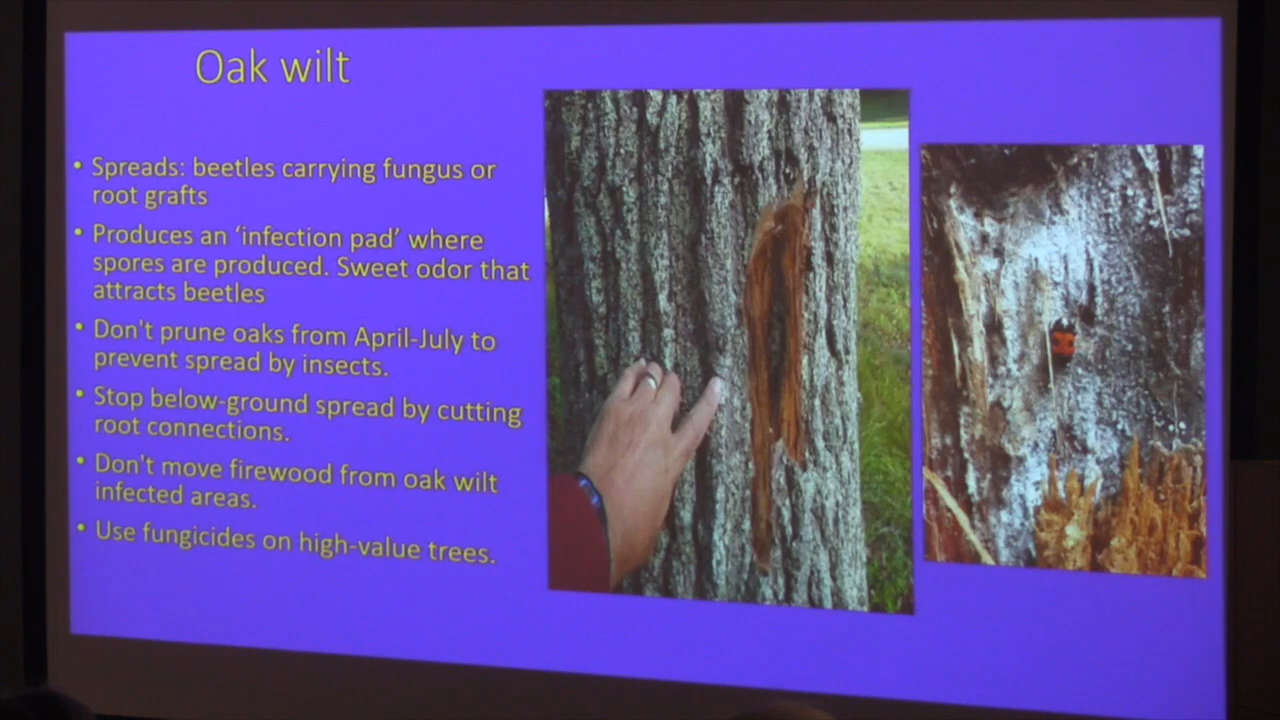 Oak wilt
• Spreads: beetles carrying fungus or
root grafts
• Produces an ‘infection pad’ where
spores are produced. Sweet odor that
attracts beetles
• Don't prune oaks from April-July to
prevent spread by insects.
• Stop below-ground spread by cutting
root connections.
• Don't move firewood from oak wilt
infected areas.
• Use fungicides on high-value trees.